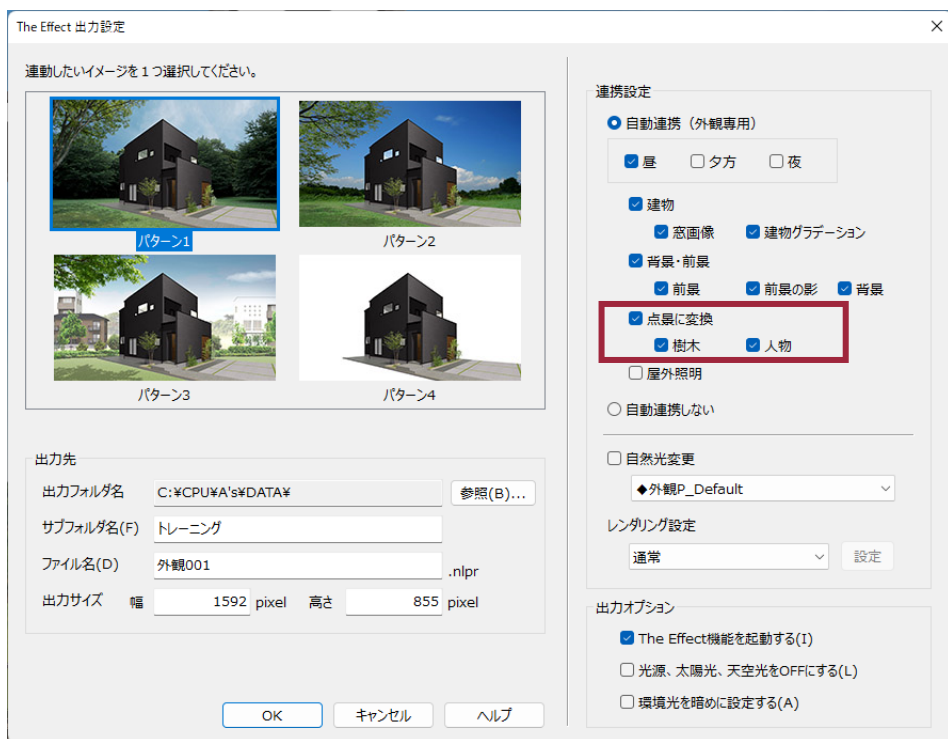 The Effect 出力設定
連動したいイメージを1つ選択してください。
パターン1
パターン2
パターン3
パターン4
出力先
出力フォルダ名 C:¥CPU¥A's¥DATA¥ 参照(B)...
サブフォルダ名(F) トレーニング
ファイル名(D) 外観001 .nlpr
出力サイズ 幅 1592 pixel 高さ 855 pixel
OK キャンセル ヘルプ
連携設定
自動連携（外観専用）
昼 夕方 夜
建物
窓画像 建物グラデーション
背景・前景
前景 前景の影 背景
点景に変換
樹木 人物
屋外照明
自動連携しない
自然光変更
◆外観P_Default
レンダリング設定
通常 設定
出力オプション
The Effect機能を起動する(I)
光源、太陽光、天空光をOFFにする(L)
環境光を暗めに設定する(A)